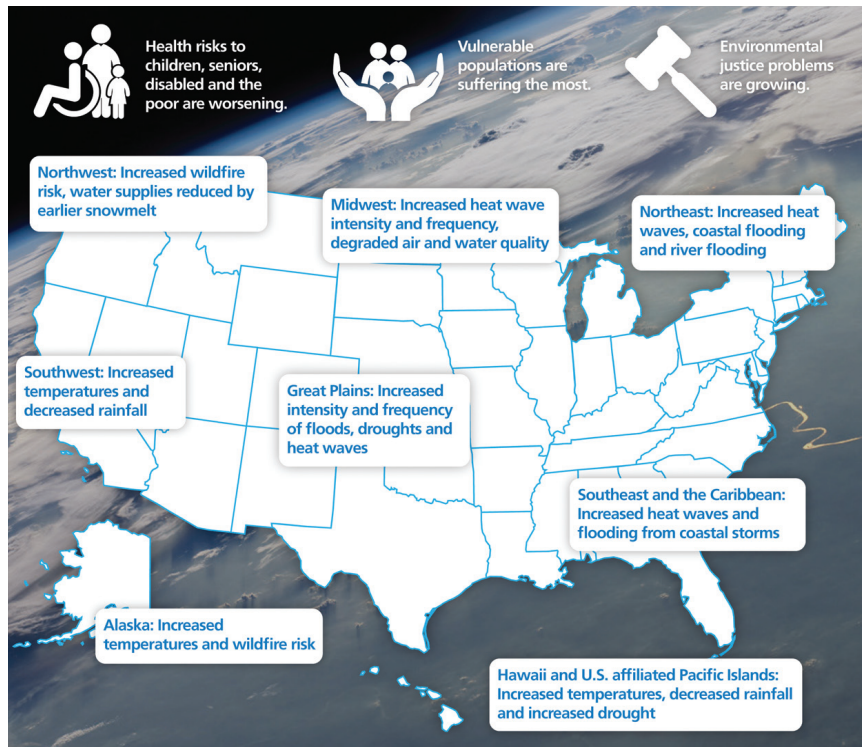 Health risks to
children, seniors,
disabled and the
poor are worsening.
Vulnerable
populations are
suffering the most.
Environmental
justice problems
are growing.
Northwest: Increased wildfire
risk, water supplies reduced by
earlier snowmelt
Midwest: Increased heat wave
intensity and frequency,
degraded air and water quality
Northeast: Increased heat
waves, coastal flooding
and river flooding
Southwest: Increased
temperatures and
decreased rainfall
Great Plains: Increased
intensity and frequency
of floods, droughts and
heat waves
Southeast and the Caribbean:
Increased heat waves and
flooding from coastal storms
Alaska: Increased
temperatures and wildfire risk
Hawaii and U.S. affiliated Pacific Islands:
Increased temperatures, decreased rainfall
and increased drought